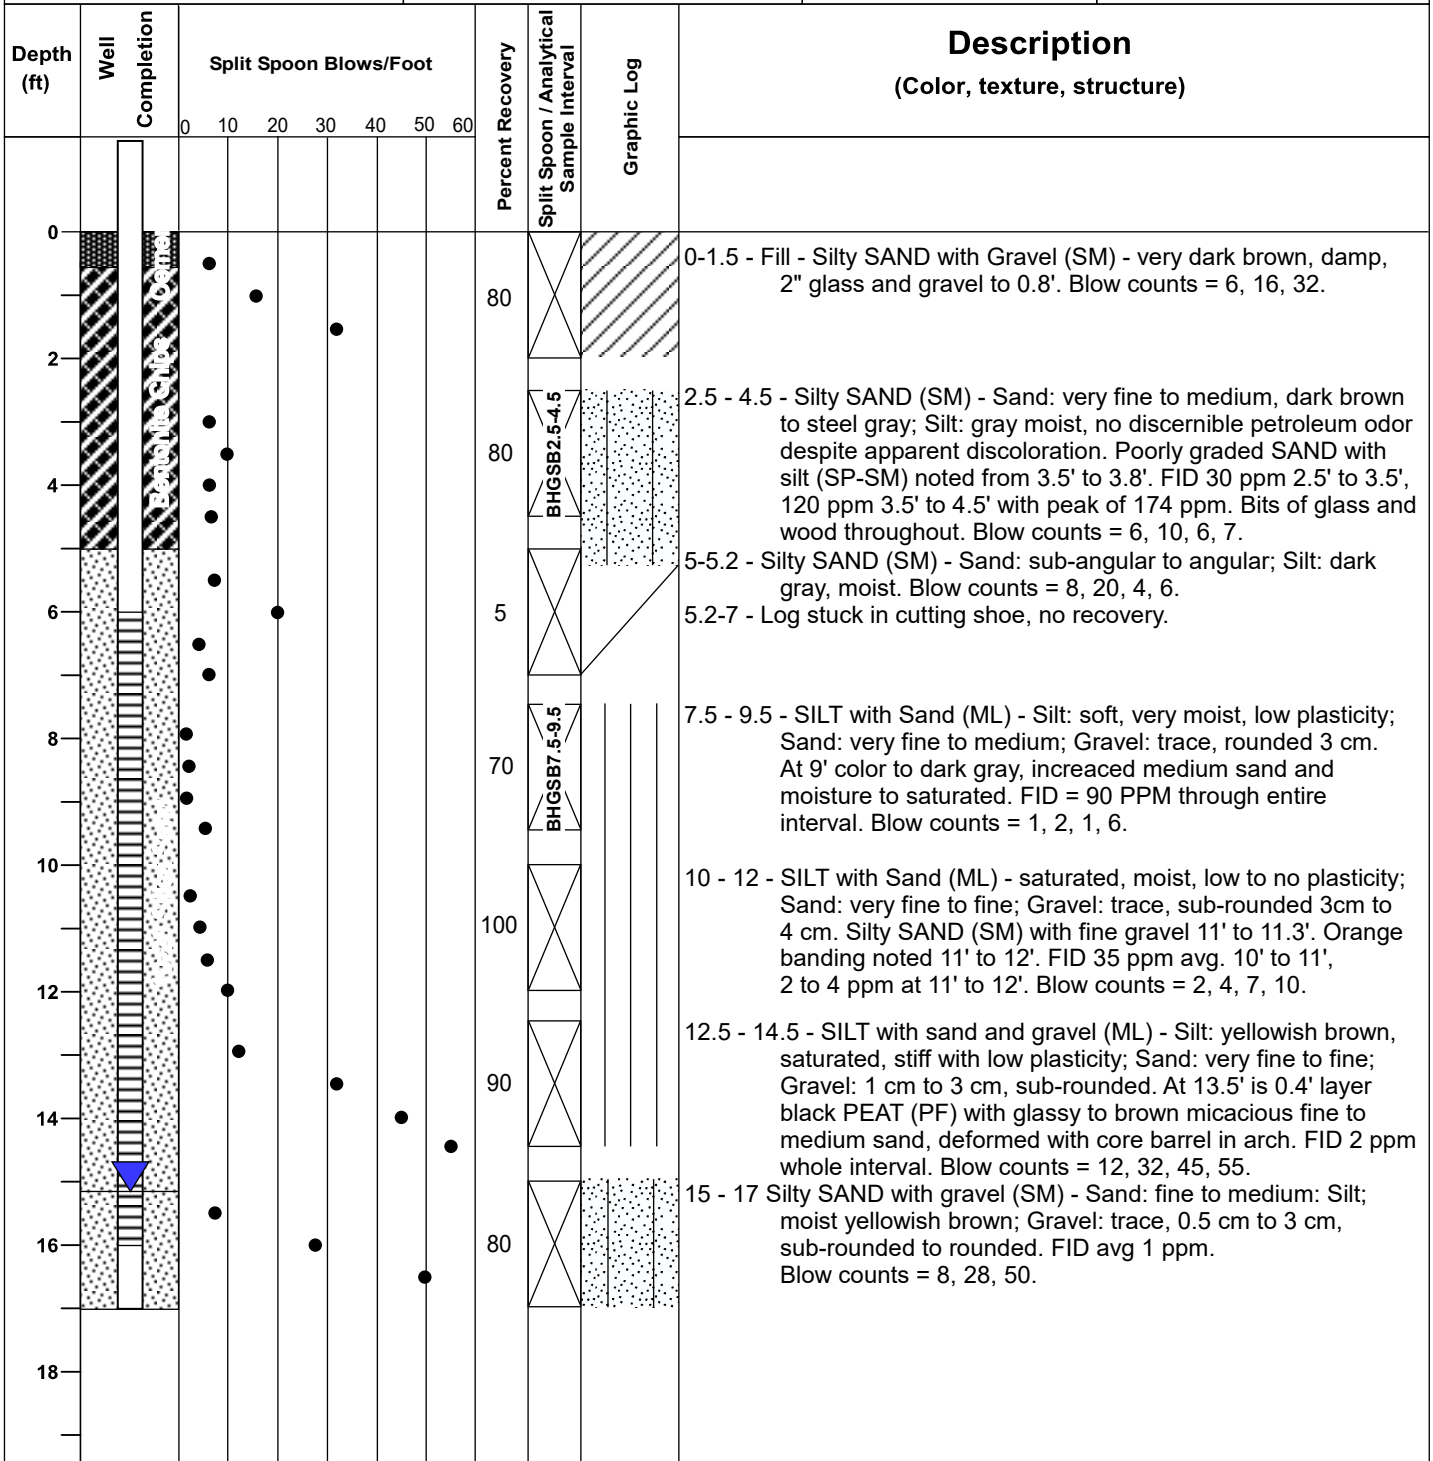 Depth
(ft)
Well
Completion
Split Spoon Blows/Foot
0 10 20 30 40 50 60
Percent Recovery
Split Spoon / Analytical
Sample Interval
Graphic Log
Description
(Color, texture, structure)
0
2
4
6
8
10
12
14
16
18
Bentonite Chips
80
80
5
70
100
90
80
BHGSB2.5-4.5
BHGSB7.5-9.5
0-1.5 - Fill - Silty SAND with Gravel (SM) - very dark brown, damp,
2" glass and gravel to 0.8'. Blow counts = 6, 16, 32.
2.5 - 4.5 - Silty SAND (SM) - Sand: very fine to medium, dark brown
to steel gray; Silt: gray moist, no discernible petroleum odor
despite apparent discoloration. Poorly graded SAND with
silt (SP-SM) noted from 3.5' to 3.8'. FID 30 ppm 2.5' to 3.5',
120 ppm 3.5' to 4.5' with peak of 174 ppm. Bits of glass and
wood throughout. Blow counts = 6, 10, 6, 7.
5-5.2 - Silty SAND (SM) - Sand: sub-angular to angular; Silt: dark
gray, moist. Blow counts = 8, 20, 4, 6.
5.2-7 - Log stuck in cutting shoe, no recovery.
7.5 - 9.5 - SILT with Sand (ML) - Silt: soft, very moist, low plasticity;
Sand: very fine to medium; Gravel: trace, rounded 3 cm.
At 9' color to dark gray, increaced medium sand and
moisture to saturated. FID = 90 PPM through entire
interval. Blow counts = 1, 2, 1, 6.
10 - 12 - SILT with Sand (ML) - saturated, moist, low to no plasticity;
Sand: very fine to fine; Gravel: trace, sub-rounded 3cm to
4 cm. Silty SAND (SM) with fine gravel 11' to 11.3'. Orange
banding noted 11' to 12'. FID 35 ppm avg. 10' to 11',
2 to 4 ppm at 11' to 12'. Blow counts = 2, 4, 7, 10.
12.5 - 14.5 - SILT with sand and gravel (ML) - Silt: yellowish brown,
saturated, stiff with low plasticity; Sand: very fine to fine;
Gravel: 1 cm to 3 cm, sub-rounded. At 13.5' is 0.4' layer
black PEAT (PF) with glassy to brown micacious fine to
medium sand, deformed with core barrel in arch. FID 2 ppm
whole interval. Blow counts = 12, 32, 45, 55.
15 - 17 Silty SAND with gravel (SM) - Sand: fine to medium: Silt;
moist yellowish brown; Gravel: trace, 0.5 cm to 3 cm,
sub-rounded to rounded. FID avg 1 ppm.
Blow counts = 8, 28, 50.